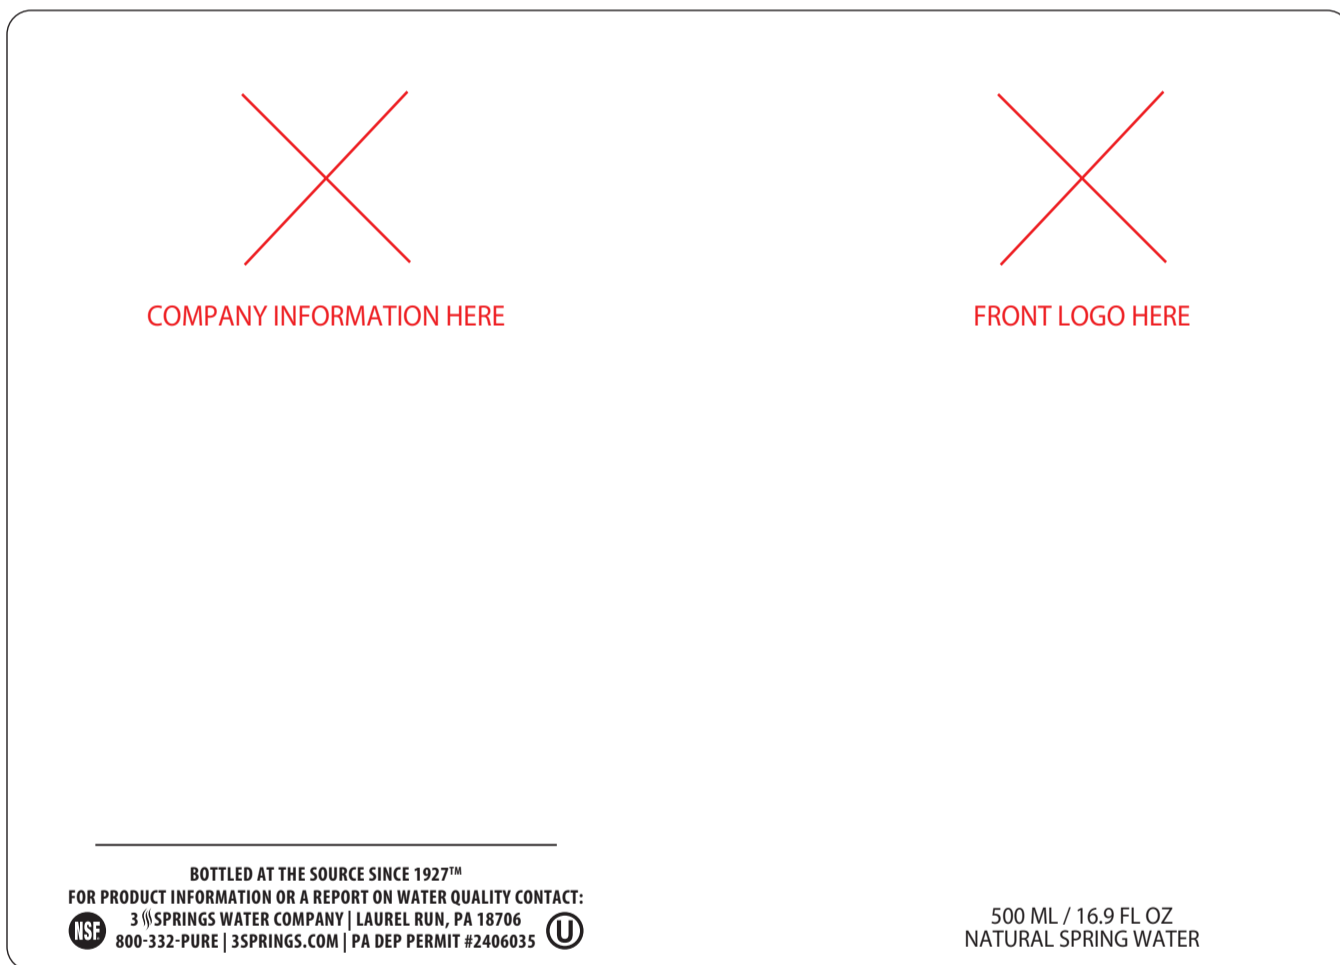 COMPANY INFORMATION HERE
FRONT LOGO HERE
BOTTLED AT THE SOURCE SINCE 1927™
FOR PRODUCT INFORMATION OR A REPORT ON WATER QUALITY CONTACT:
3 SPRINGS WATER COMPANY | LAUREL RUN, PA 18706
800-332-PURE | 3SPRINGS.COM | PA DEP PERMIT #2406035
NSF
U
500 ML / 16.9 FL OZ
NATURAL SPRING WATER